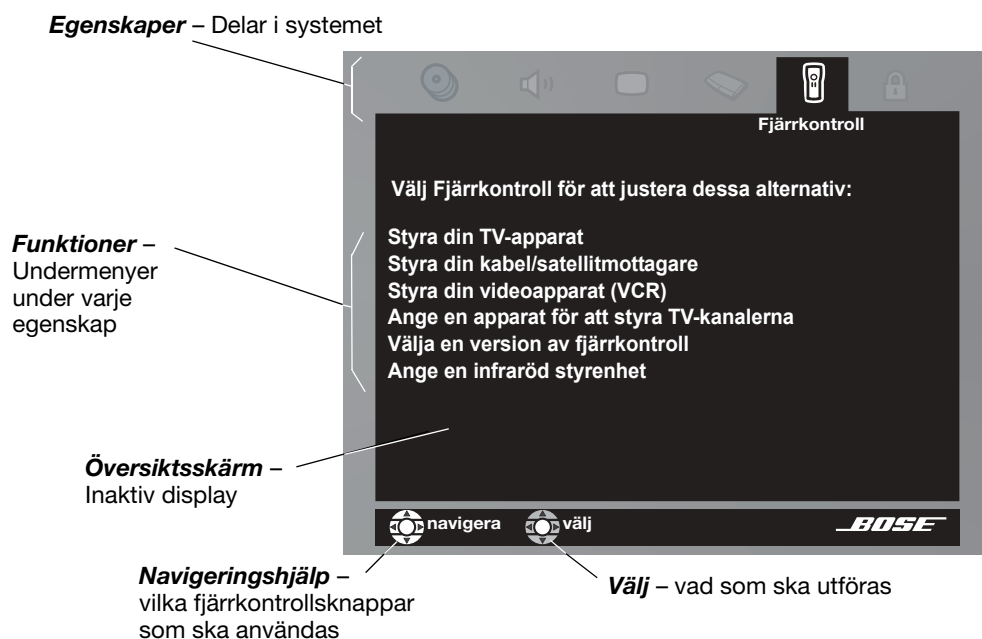 Egenskaper – Delar i systemet
Fjärrkontroll
Välj Fjärrkontroll för att justera dessa alternativ:
Styra din TV-apparat
Styra din kabel/satellitmottagare
Styra din videoapparat (VCR)
Ange en apparat för att styra TV-kanalerna
Välja en version av fjärrkontroll
Ange en infraröd styrenhet
Funktioner –
Undermenyer
under varje
egenskap
Översiktsskärm –
Inaktiv display
navigera välj BOSE
Navigeringshjälp –
vilka fjärrkontrollsknappar
som ska användas
Välj – vad som ska utföras